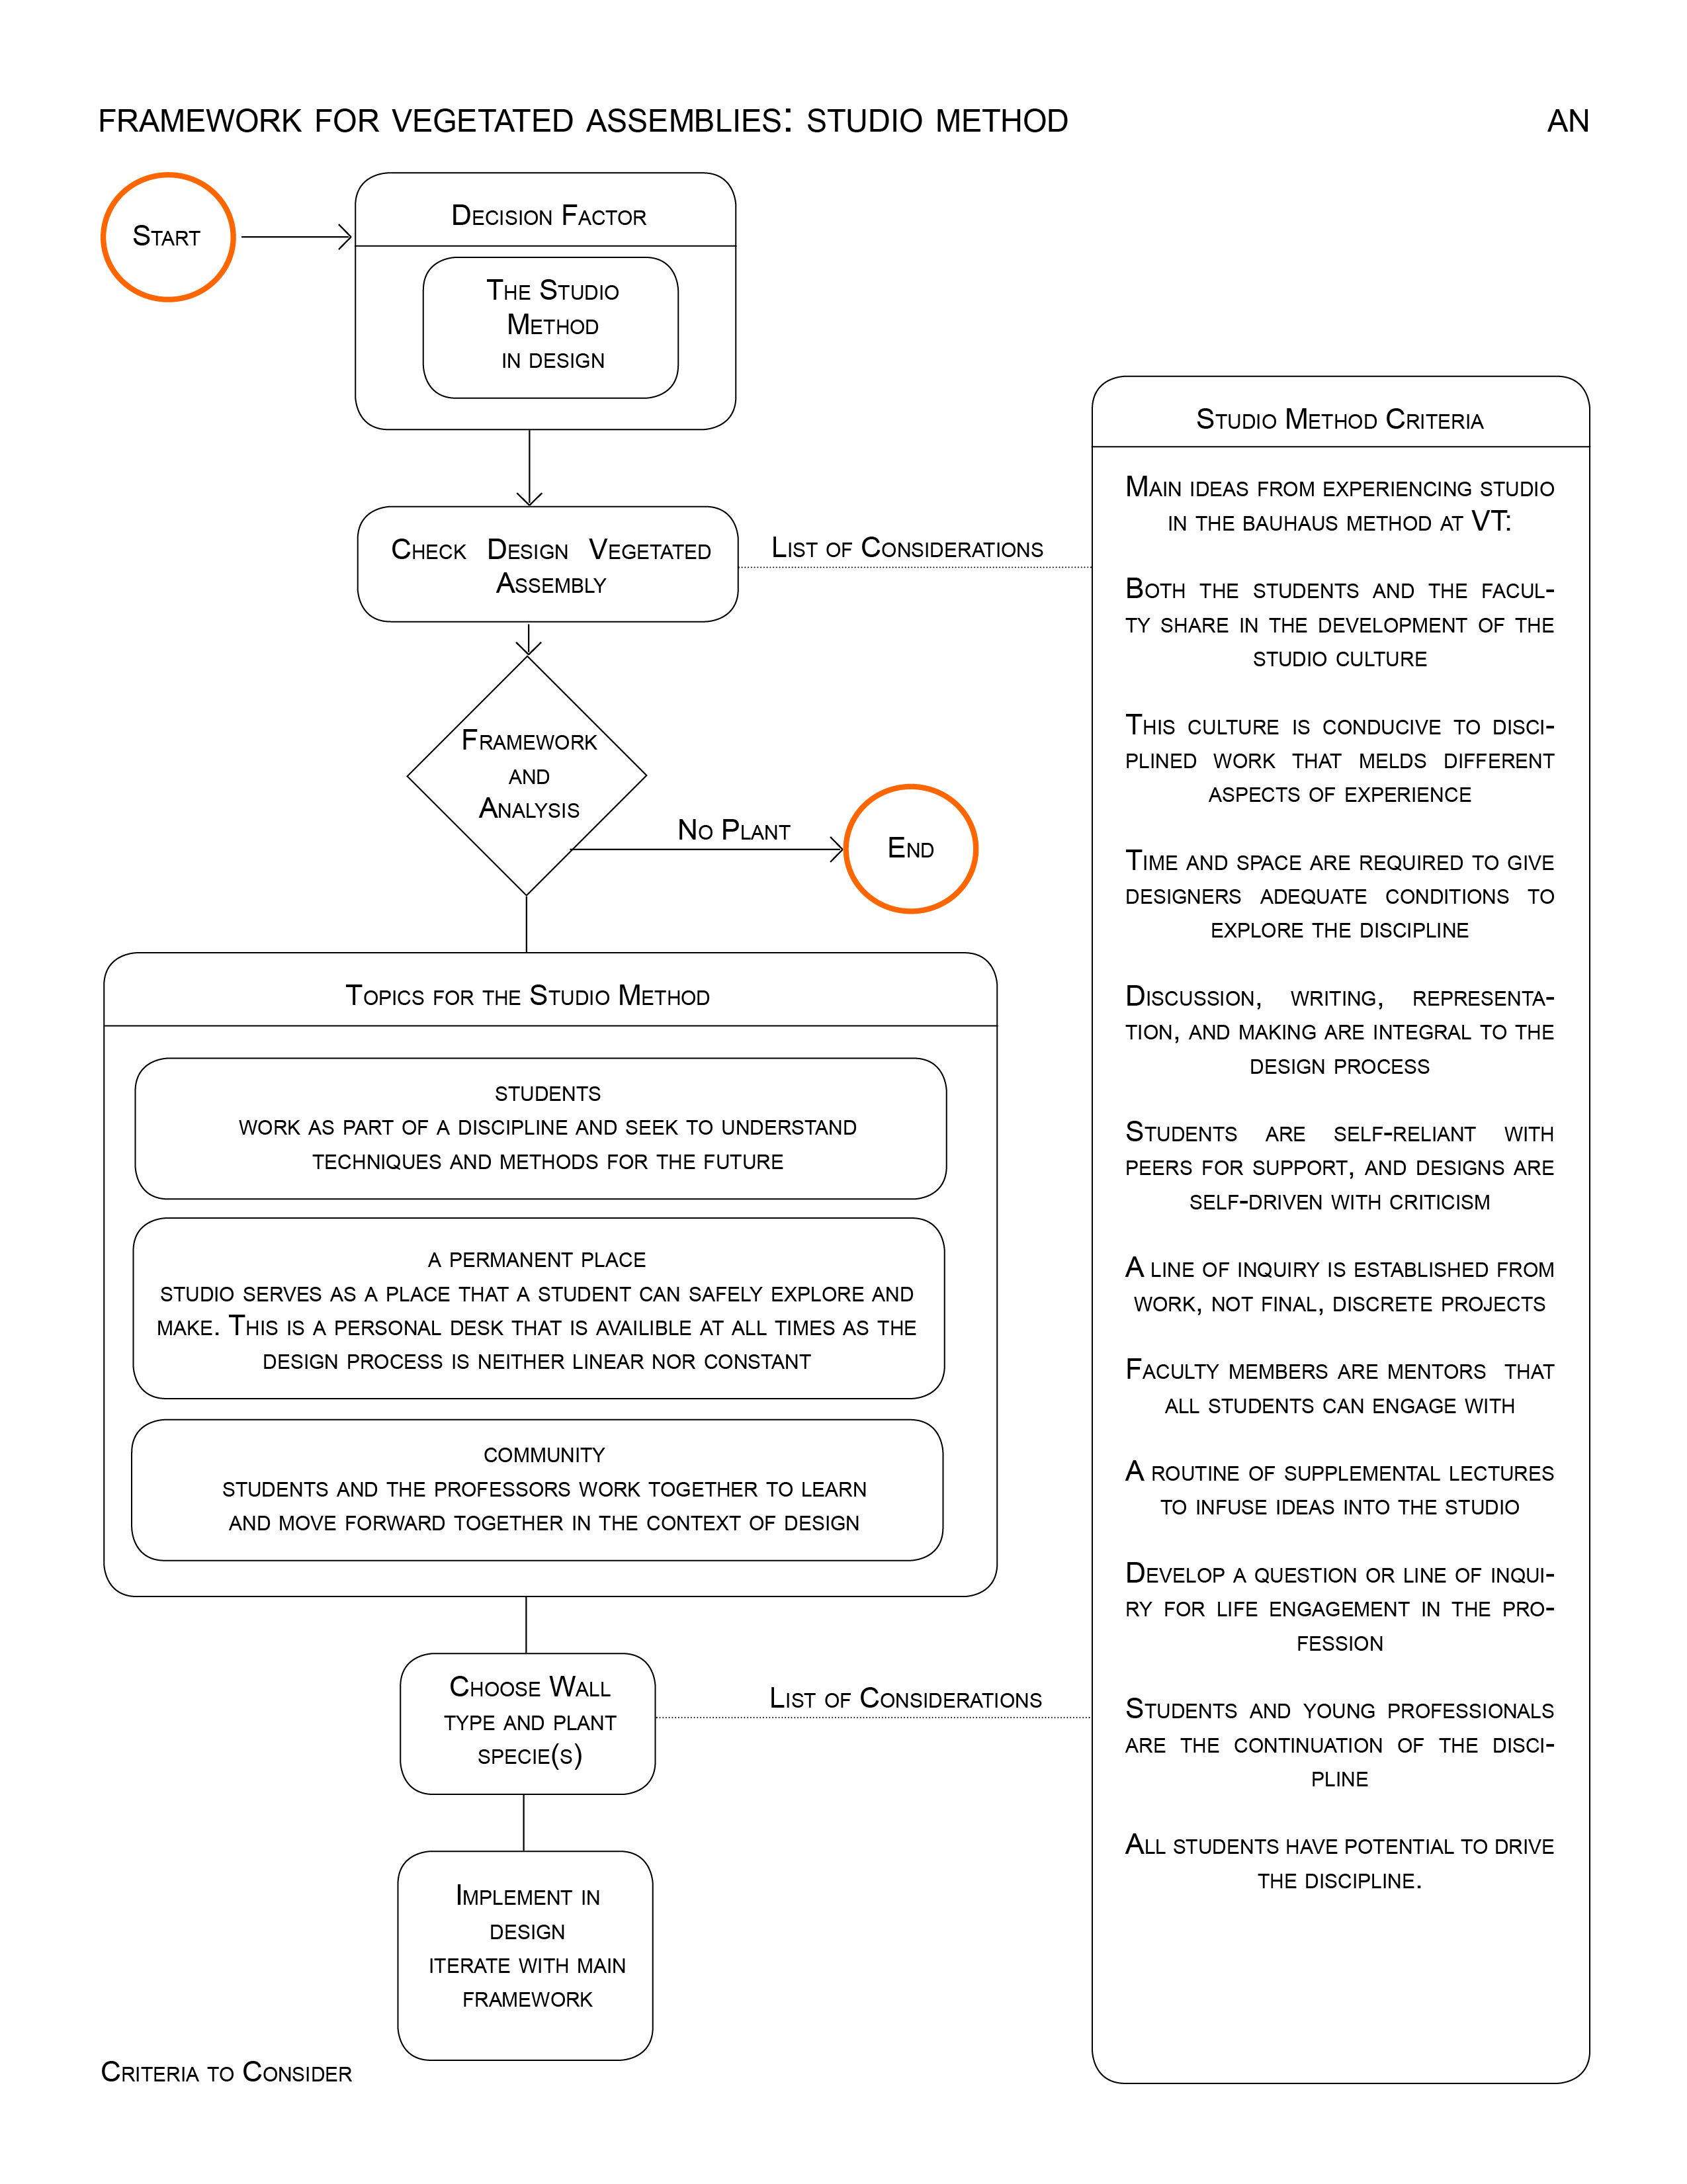 FRAMEWORK FOR VEGETATED ASSEMBLIES: STUDIO METHOD
AN
START
DECISION FACTOR
THE STUDIO
METHOD
IN DESIGN
CHECK DESIGN VEGETATED
ASSEMBLY
LIST OF CONSIDERATIONS
FRAMEWORK
AND
ANALYSIS
NO PLANT
END
TOPICS FOR THE STUDIO METHOD
STUDENTS
WORK AS PART OF A DISCIPLINE AND SEEK TO UNDERSTAND
TECHNIQUES AND METHODS FOR THE FUTURE
A PERMANENT PLACE
STUDIO SERVES AS A PLACE THAT A STUDENT CAN SAFELY EXPLORE AND
MAKE. THIS IS A PERSONAL DESK THAT IS AVAILIBLE AT ALL TIMES AS THE
DESIGN PROCESS IS NEITHER LINEAR NOR CONSTANT
COMMUNITY
STUDENTS AND THE PROFESSORS WORK TOGETHER TO LEARN
AND MOVE FORWARD TOGETHER IN THE CONTEXT OF DESIGN
CHOOSE WALL
TYPE AND PLANT
SPECIE(S)
LIST OF CONSIDERATIONS
IMPLEMENT IN
DESIGN
ITERATE WITH MAIN
FRAMEWORK
STUDIO METHOD CRITERIA
MAIN IDEAS FROM EXPERIENCING STUDIO
IN THE BAUHAUS METHOD AT VT:
BOTH THE STUDENTS AND THE FACUL-
TY SHARE IN THE DEVELOPMENT OF THE
STUDIO CULTURE
THIS CULTURE IS CONDUCIVE TO DISCI-
PLINED WORK THAT MELDS DIFFERENT
ASPECTS OF EXPERIENCE
TIME AND SPACE ARE REQUIRED TO GIVE
DESIGNERS ADEQUATE CONDITIONS TO
EXPLORE THE DISCIPLINE
DISCUSSION, WRITING, REPRESENTA-
TION, AND MAKING ARE INTEGRAL TO THE
DESIGN PROCESS
STUDENTS ARE SELF-RELIANT WITH
PEERS FOR SUPPORT, AND DESIGNS ARE
SELF-DRIVEN WITH CRITICISM
A LINE OF INQUIRY IS ESTABLISHED FROM
WORK, NOT FINAL, DISCRETE PROJECTS
FACULTY MEMBERS ARE MENTORS THAT
ALL STUDENTS CAN ENGAGE WITH
A ROUTINE OF SUPPLEMENTAL LECTURES
TO INFUSE IDEAS INTO THE STUDIO
DEVELOP A QUESTION OR LINE OF INQUI-
RY FOR LIFE ENGAGEMENT IN THE PRO-
FESSION
STUDENTS AND YOUNG PROFESSIONALS
ARE THE CONTINUATION OF THE DISCI-
PLINE
ALL STUDENTS HAVE POTENTIAL TO DRIVE
THE DISCIPLINE.
CRITERIA TO CONSIDER